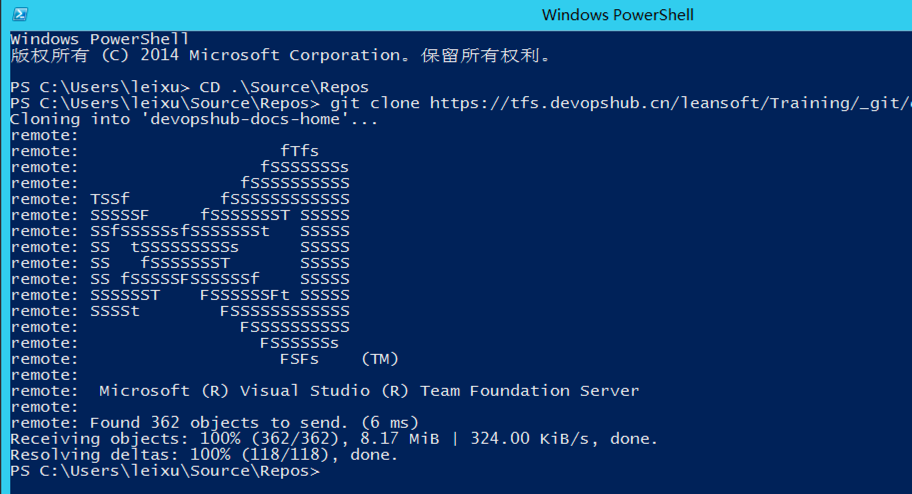 Windows PowerShell
Windows PowerShell
版权所有 (C) 2014 Microsoft Corporation。保留所有权利。
PS C:\Users\leixu> CD .\Source\Repos
PS C:\Users\leixu\Source\Repos> git clone https://tfs.devopshub.cn/leansoft/Training/_git/
Cloning into 'devopshub-docs-home'...
remote:
remote:                    fTfs
remote:                  fSSSSSSSs
remote:                fSSSSSSSSSS
remote: TSSf         fSSSSSSSSSSSS
remote: SSSSSF     fSSSSSSST SSSSS
remote: SSfSSSSSsfSSSSSSSt   SSSSS
remote: SS  tSSSSSSSSSs      SSSSS
remote: SS   fSSSSSSST       SSSSS
remote: SS fSSSSSFSSSSSSf    SSSSS
remote: SSSSSST    FSSSSSSFt SSSSS
remote: SSSSt        FSSSSSSSSSSSS
remote:                FSSSSSSSSSS
remote:                  FSSSSSSs
remote:                    FSFs    (TM)
remote:
remote:  Microsoft (R) Visual Studio (R) Team Foundation Server
remote:
remote: Found 362 objects to send. (6 ms)
Receiving objects: 100% (362/362), 8.17 MiB | 324.00 KiB/s, done.
Resolving deltas: 100% (118/118), done.
PS C:\Users\leixu\Source\Repos>